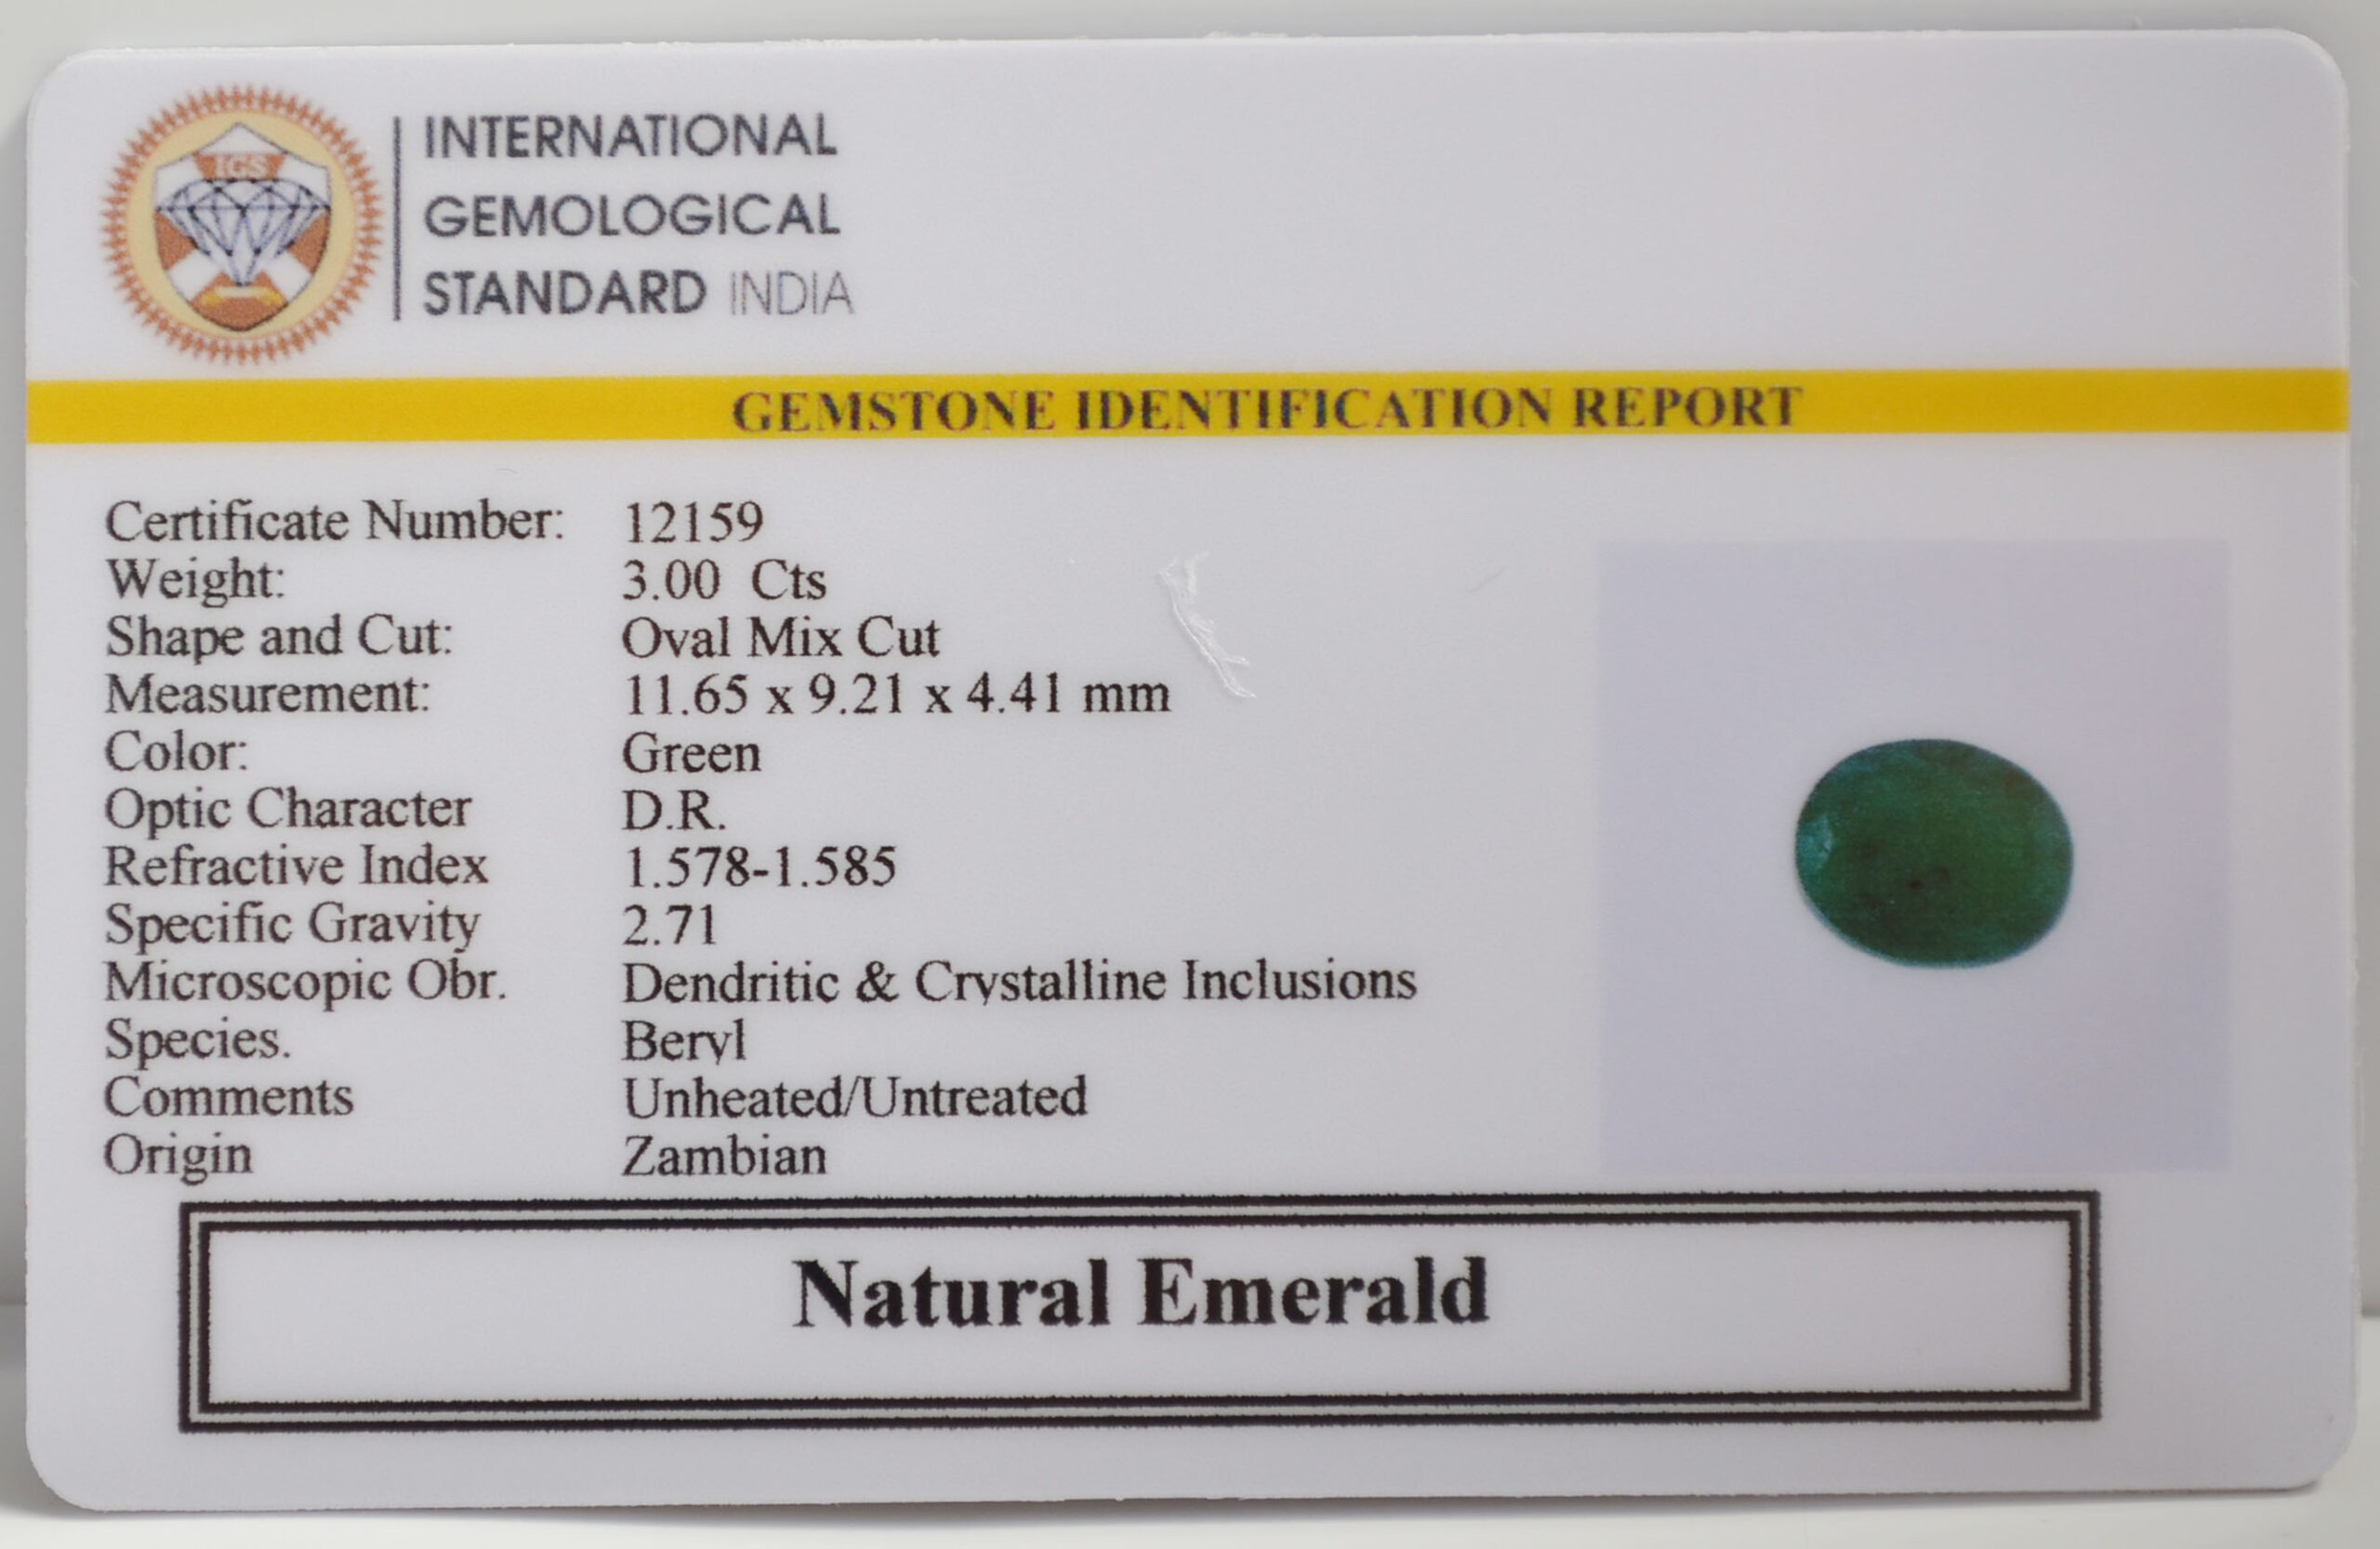 IGS
INTERNATIONAL
GEMOLOGICAL
STANDARD INDIA
GEMSTONE IDENTIFICATION REPORT
Certificate Number: 12159
Weight: 3.00 Cts
Shape and Cut: Oval Mix Cut
Measurement: 11.65 x 9.21 x 4.41 mm
Color: Green
Optic Character D.R.
Refractive Index 1.578-1.585
Specific Gravity 2.71
Microscopic Obr. Dendritic & Crystalline Inclusions
Species. Beryl
Comments Unheated/Untreated
Origin Zambian
Natural Emerald